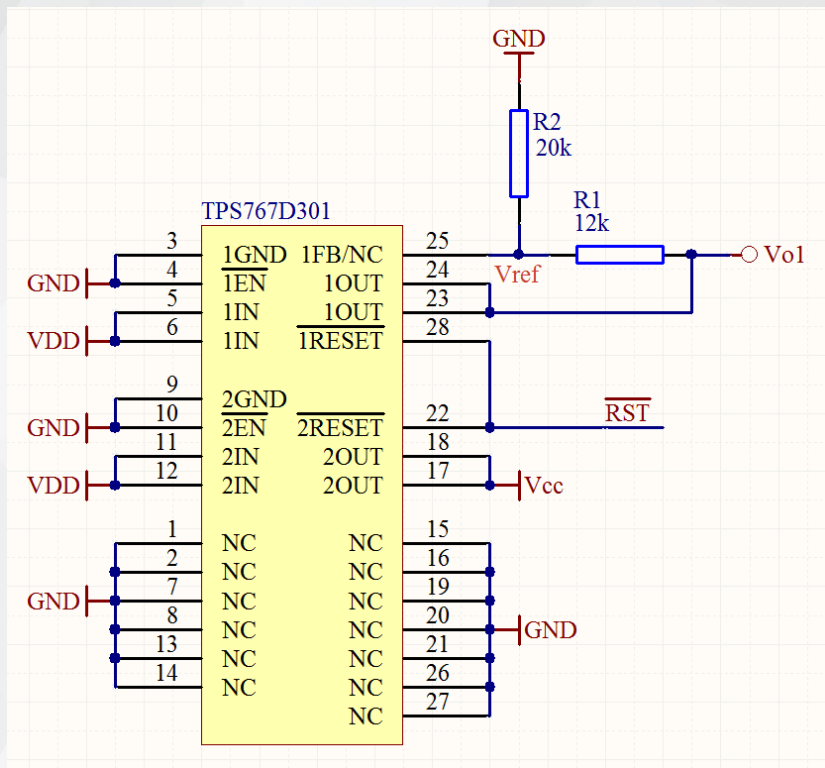 GND
R2
20k
R1
12k
TPS767D301
3 1GND 1FB/NC 25
Vref
Vo1
4 1EN 1OUT 24
GND
5 1IN 1OUT 23
6 1IN 1RESET 28
VDD
9 2GND
RST
10 2EN 2RESET 22
GND
11 2IN 2OUT 18
12 2IN 2OUT 17
VDD
Vcc
1 NC NC 15
2 NC NC 16
7 NC NC 19
GND
8 NC NC 20
GND
13 NC NC 21
14 NC NC 26
NC 27